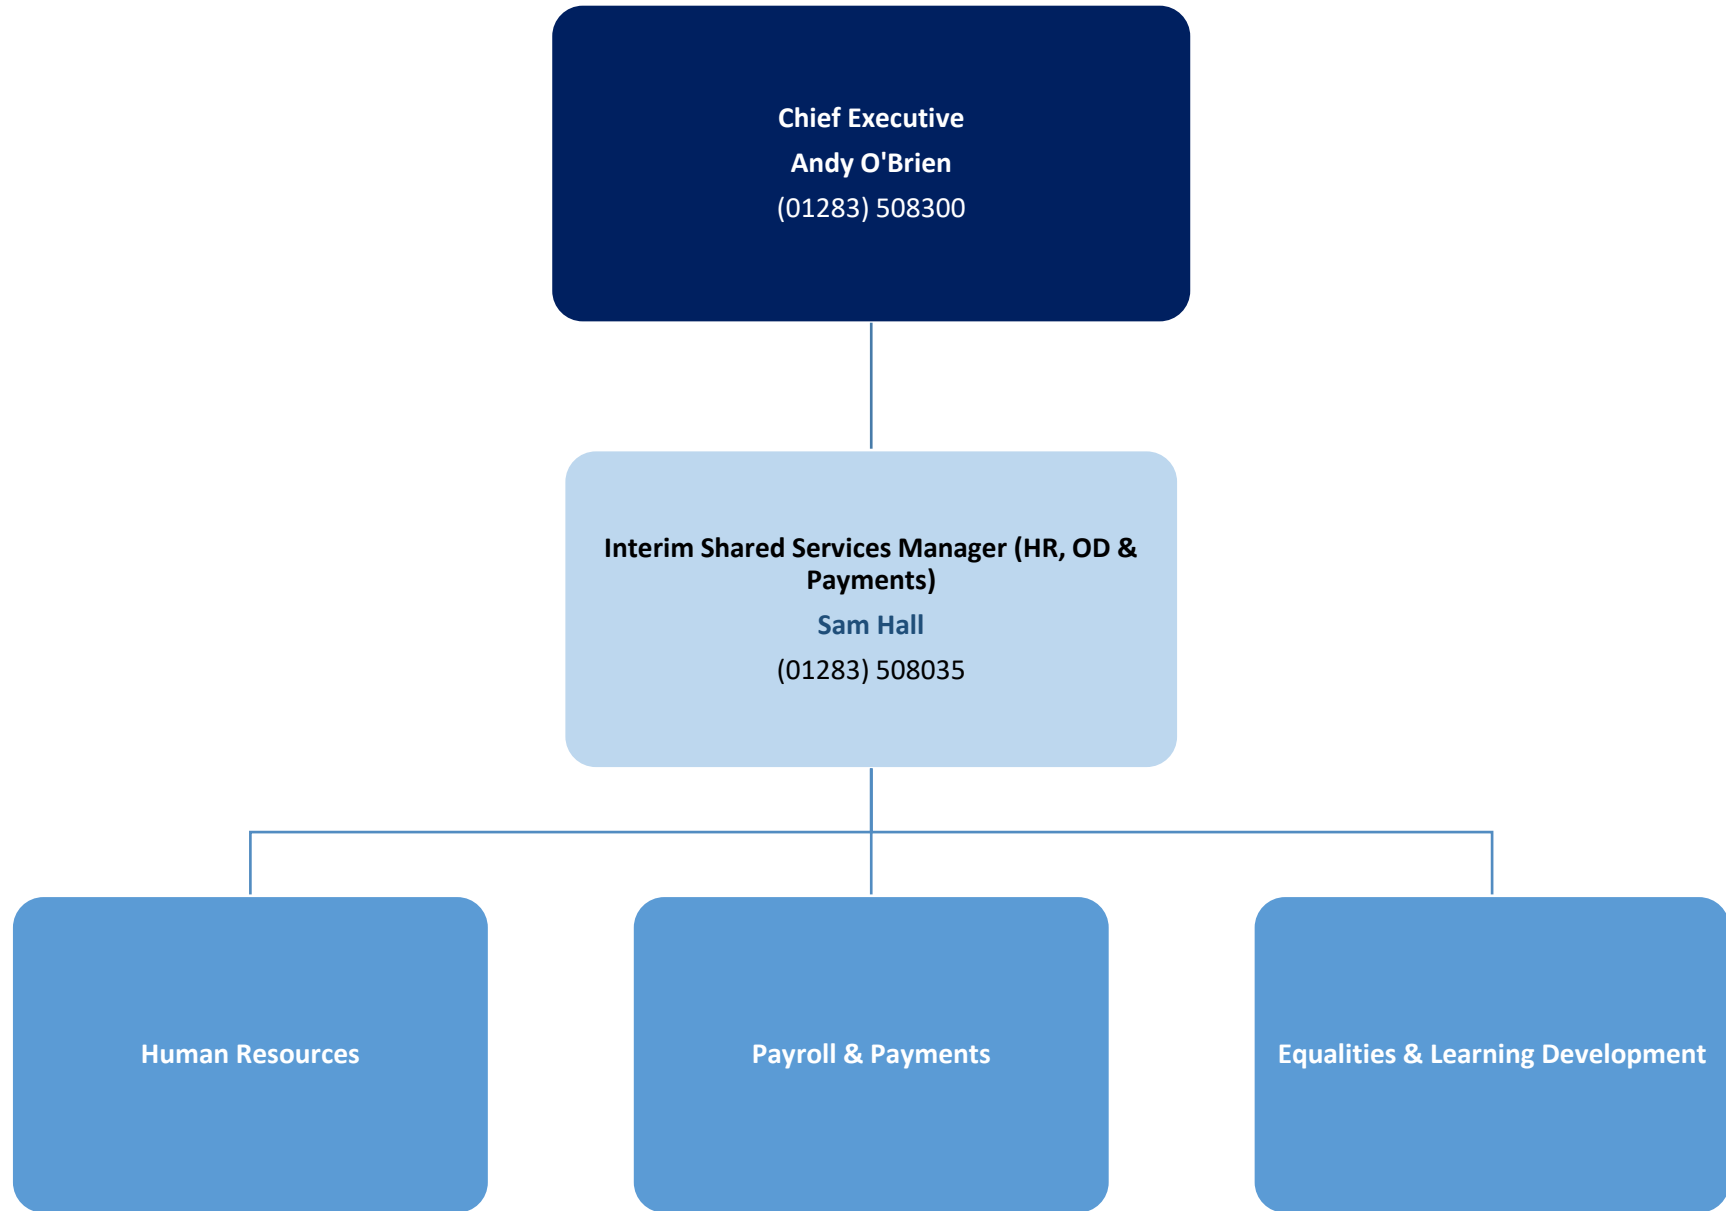 Chief Executive
Andy O'Brien
(01283) 508300
Interim Shared Services Manager (HR, OD &
Payments)
Sam Hall
(01283) 508035
Human Resources
Payroll & Payments
Equalities & Learning Development